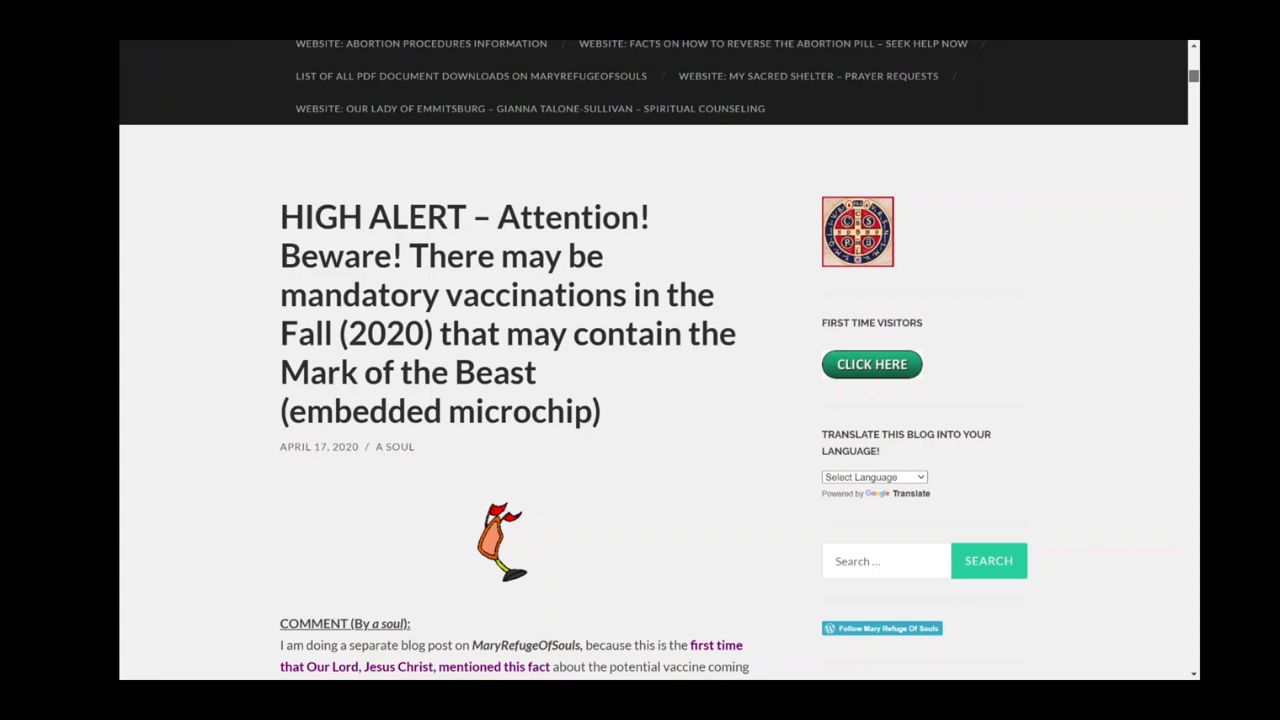 WEBSITE: ABORTION PROCEDURES INFORMATION / WEBSITE: FACTS ON HOW TO REVERSE THE ABORTION PILL – SEEK HELP NOW /
LIST OF ALL PDF DOCUMENT DOWNLOADS ON MARYREFUGEOFSOULS / WEBSITE: MY SACRED SHELTER – PRAYER REQUESTS /
WEBSITE: OUR LADY OF EMMITSBURG – GIANNA TALONE-SULLIVAN – SPIRITUAL COUNSELING
HIGH ALERT – Attention!
Beware! There may be
mandatory vaccinations in the
Fall (2020) that may contain the
Mark of the Beast
(embedded microchip)
APRIL 17, 2020 / A SOUL
COMMENT (By a soul):
I am doing a separate blog post on MaryRefugeOfSouls, because this is the first time
that Our Lord, Jesus Christ, mentioned this fact about the potential vaccine coming
FIRST TIME VISITORS
CLICK HERE
TRANSLATE THIS BLOG INTO YOUR
LANGUAGE!
Select Language
Powered by Google Translate
Search …
SEARCH
Follow Mary Refuge Of Souls